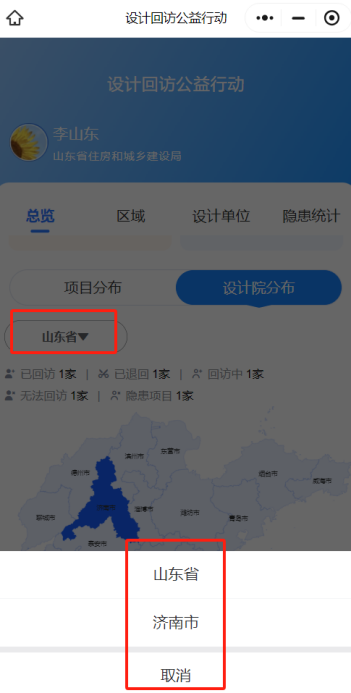 设计回访公益行动
设计回访公益行动
李山东
山东省住房和城乡建设局
总览 区域 设计单位 隐患统计
项目分布 设计院分布
山东省▼
已回访 1家 | 已退回 1家 | 回访中 1家
无法回访 1家 | 隐患项目 1家
东营市
滨州市
德州市
烟台市
威海市
淄博市
潍坊市
聊城市
青岛市
泰安市
山东省
济南市
取消